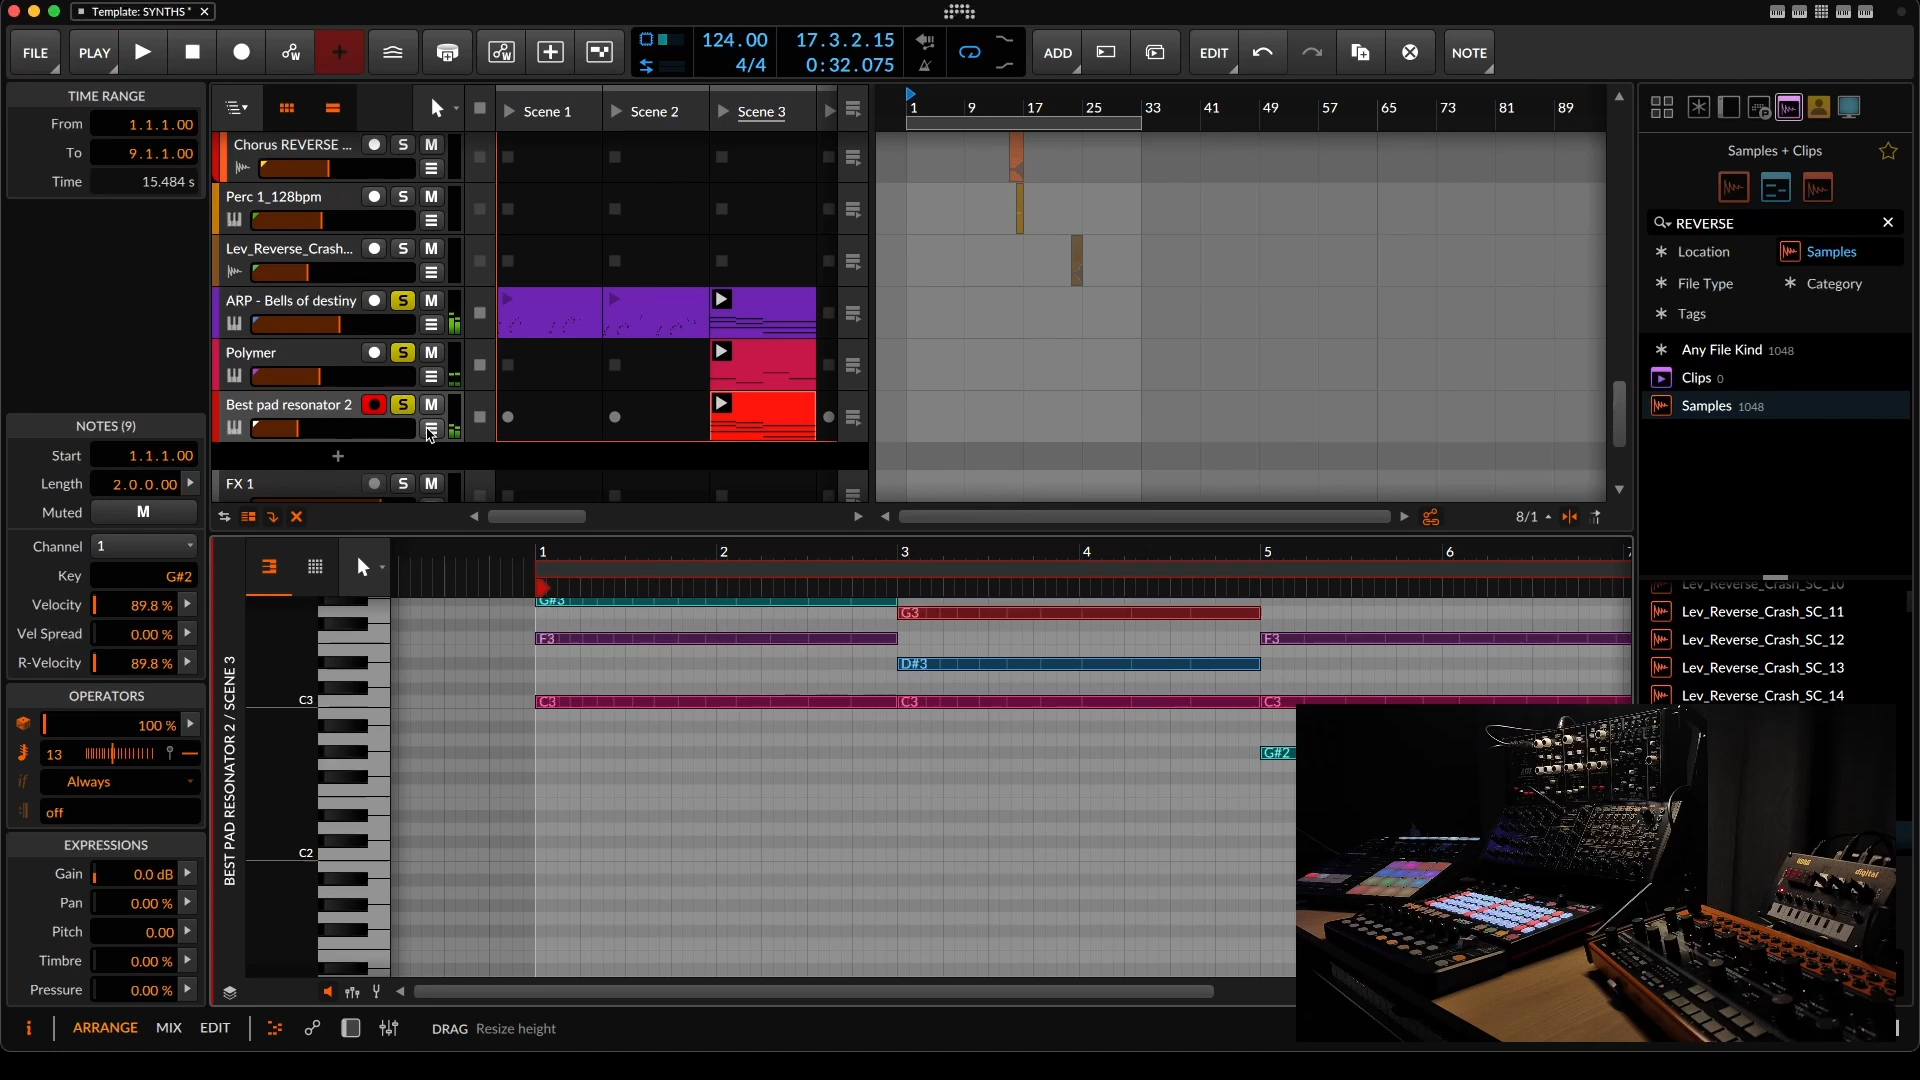 Template: SYNTHS *
FILE
PLAY
124.00
4/4
17.3.2.15
0:32.075
ADD
EDIT
NOTE
TIME RANGE
From 1.1.1.00
To 9.1.1.00
Time 15.484 s
Scene 1
Scene 2
Scene 3
1 9 17 25 33 41 49 57 65 73 81 89
Chorus REVERSE ... S M
Perc 1_128bpm S M
Lev_Reverse_Crash... S M
ARP - Bells of destiny S M
Polymer S M
Best pad resonator 2 S M
FX 1 S M
8/1
Samples + Clips
REVERSE
Location
Samples
File Type
Category
Tags
Any File Kind 1048
Clips 0
Samples 1048
Lev_Reverse_Crash_SC_10
Lev_Reverse_Crash_SC_11
Lev_Reverse_Crash_SC_12
Lev_Reverse_Crash_SC_13
Lev_Reverse_Crash_SC_14
NOTES (9)
Start 1.1.1.00
Length 2.0.0.00
Muted M
Channel 1
Key G#2
Velocity 89.8 %
Vel Spread 0.00 %
R-Velocity 89.8 %
OPERATORS
100 %
13
Always
off
EXPRESSIONS
Gain 0.0 dB
Pan 0.00 %
Pitch 0.00
Timbre 0.00 %
Pressure 0.00 %
BEST PAD RESONATOR 2 / SCENE 3
1 2 3 4 5 6 7
G#3
G3
F3
F3
D#3
C3
C3 C3 C3
G#2
C2
digital
ARRANGE
MIX
EDIT
DRAG Resize height